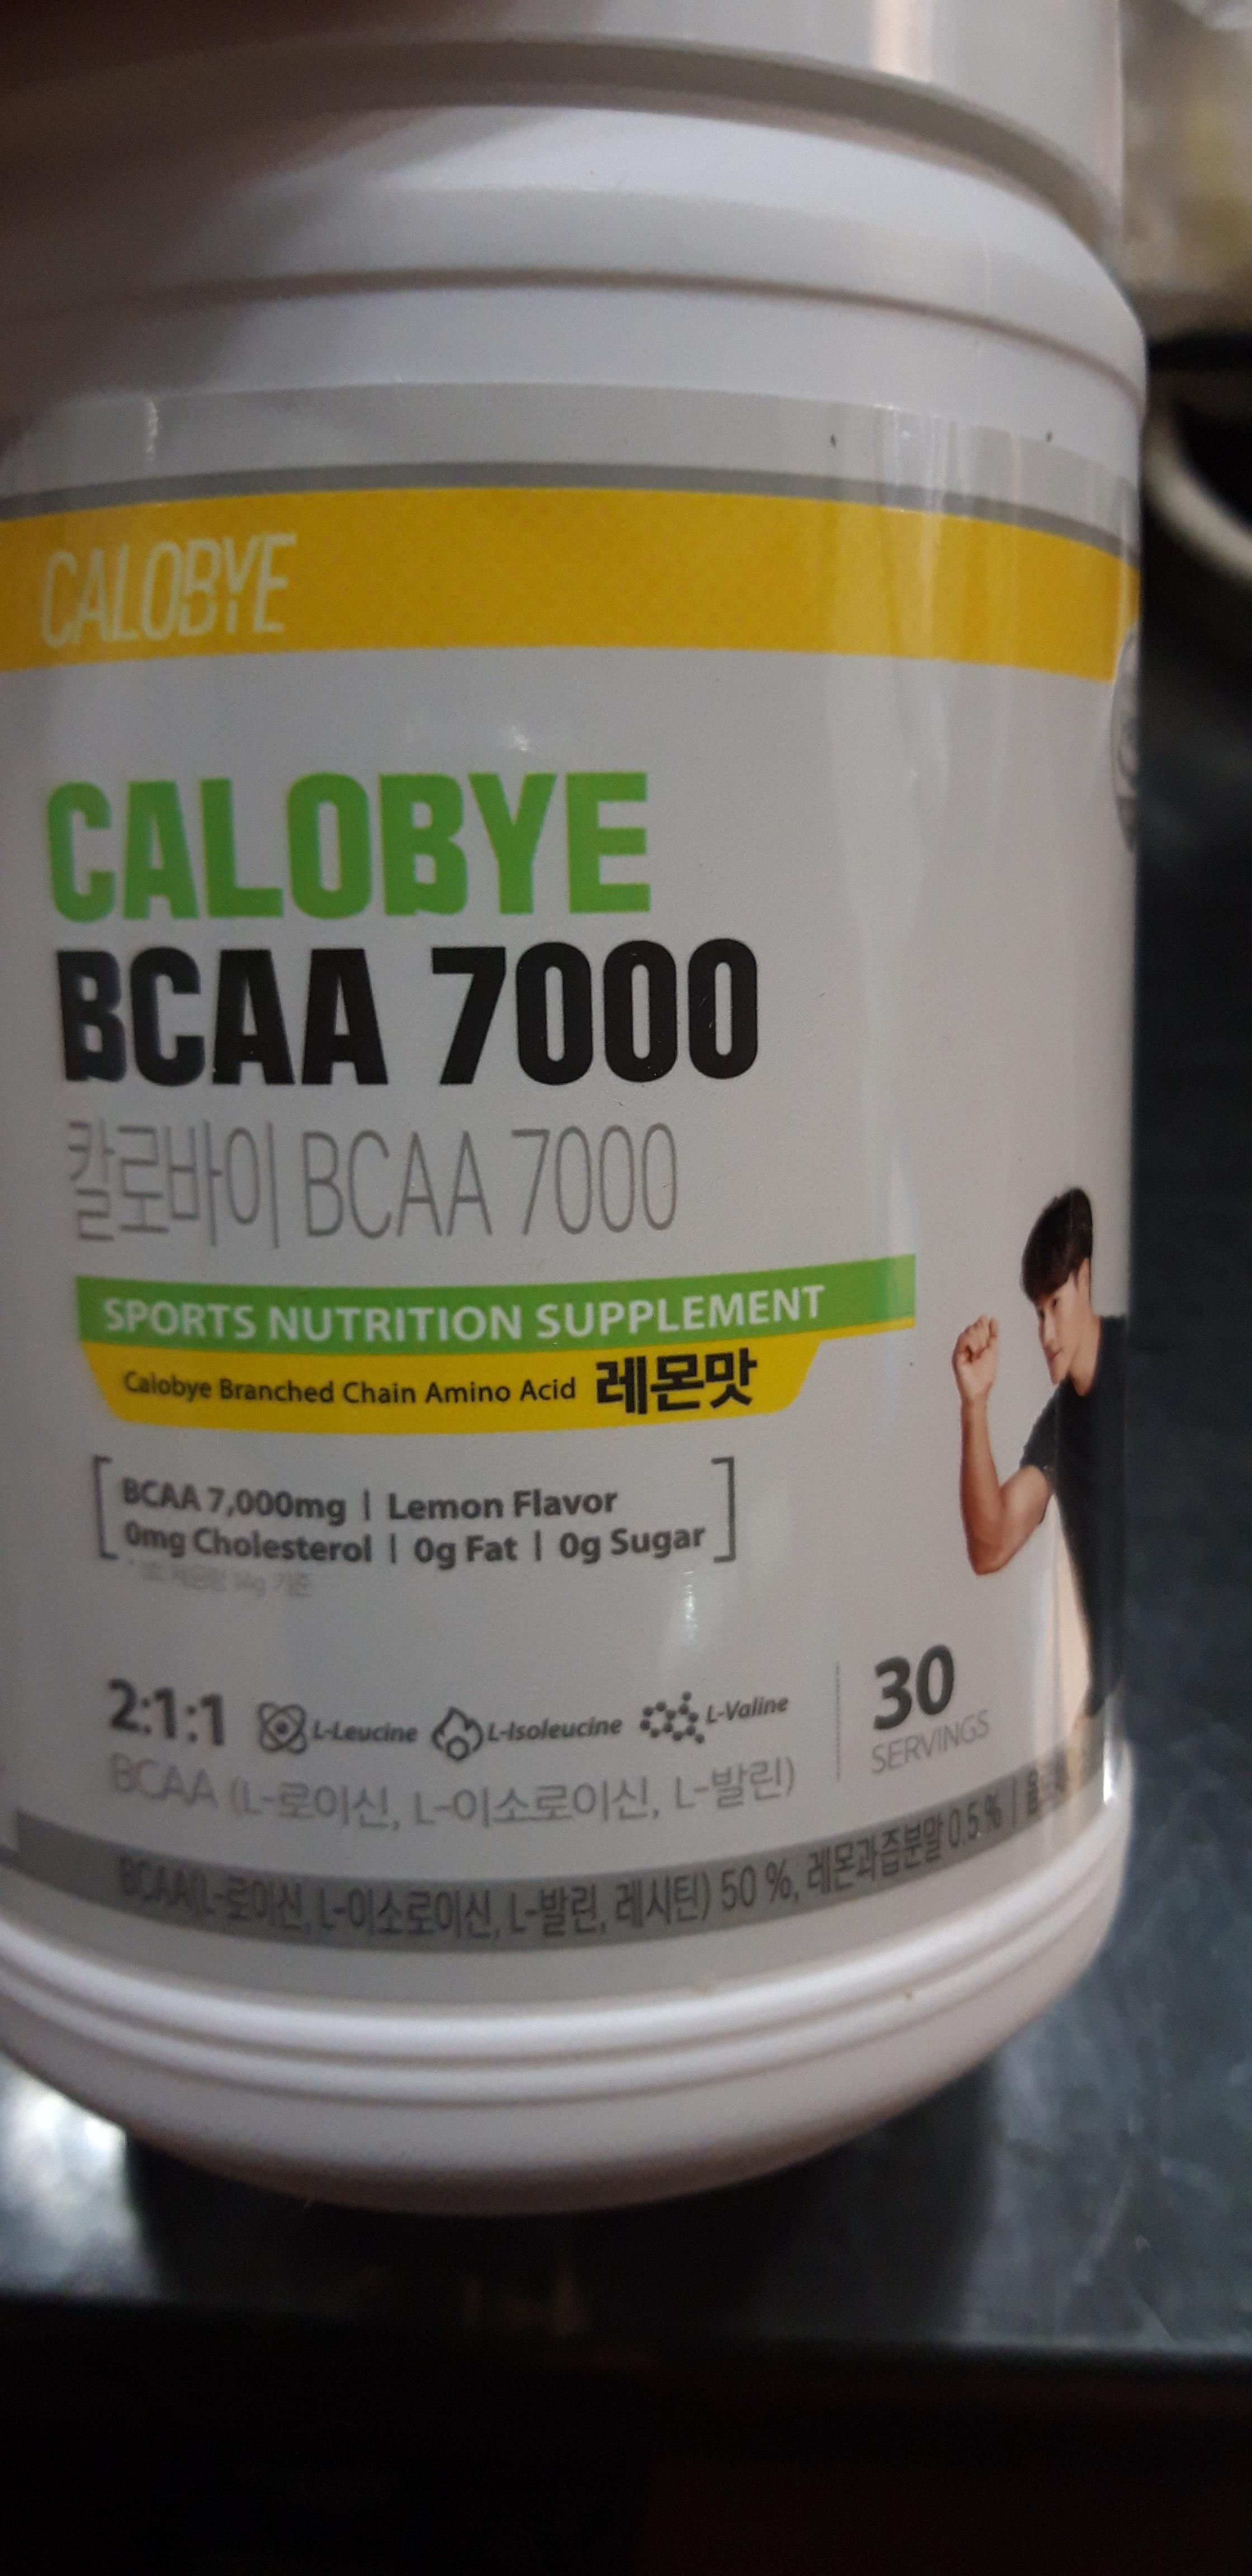 CALOBYE
CALOBYE
BCAA 7000
칼로바이 BCAA 7000
SPORTS NUTRITION SUPPLEMENT
Calobye Branched Chain Amino Acid 레몬맛
BCAA 7,000mg | Lemon Flavor
0mg Cholesterol | 0g Fat | 0g Sugar
14g 기준
2:1:1 L-Leucine L-Isoleucine L-Valine
BCAA (L-로이신, L-이소로이신, L-발린)
30
SERVINGS
BCAA(L-로이신, L-이소로이신, L-발린, 레시틴) 50 %, 레몬과즙분말 0.5 % |